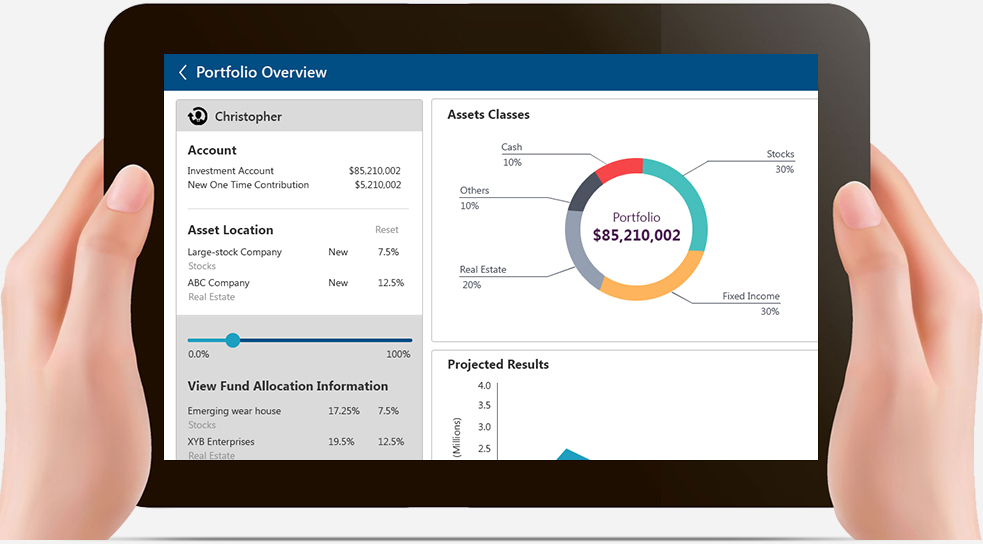 Portfolio Overview
Christopher
Account
Investment Account $85,210,002
New One Time Contribution $5,210,002
Asset Location Reset
Large-stock Company New 7.5%
Stocks
ABC Company New 12.5%
Real Estate
0.0% 100%
View Fund Allocation Information
Emerging wear house 17.25% 7.5%
Stocks
XYB Enterprises 19.5% 12.5%
Real Estate
Assets Classes
Cash
10%
Stocks
30%
Others
10%
Portfolio
$85,210,002
Real Estate
20%
Fixed Income
30%
Projected Results
4.0
3.5
3.0
2.5
(Millions)